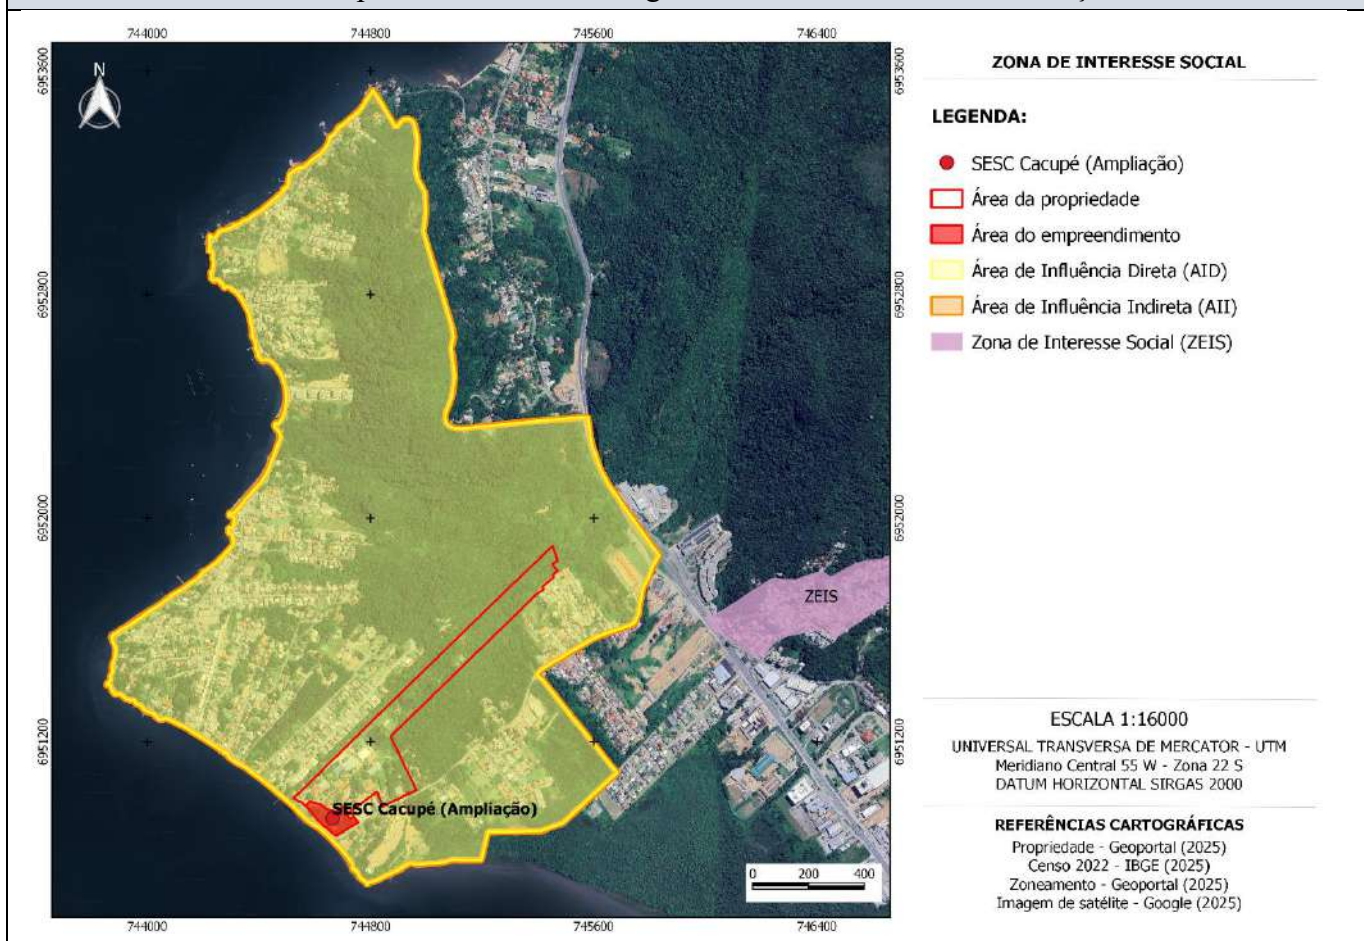 744000 744800 745600 746400
ZONA DE INTERESSE SOCIAL
LEGENDA:
SESC Cacupé (Ampliação)
Área da propriedade
Área do empreendimento
Área de Influência Direta (AID)
Área de Influência Indireta (AII)
Zona de Interesse Social (ZEIS)
N
6953600
6953600
6952800
6952800
6952000
6952000
6951200
6951200
ZEIS
SESC Cacupé (Ampliação)
0 200 400
744000 744800 745600 746400
ESCALA 1:16000
UNIVERSAL TRANSVERSA DE MERCATOR - UTM
Meridiano Central 55 W - Zona 22 S
DATUM HORIZONTAL SIRGAS 2000
REFERÊNCIAS CARTOGRÁFICAS
Propriedade - Geoportal (2025)
Censo 2022 - IBGE (2025)
Zoneamento - Geoportal (2025)
Imagem de satélite - Google (2025)